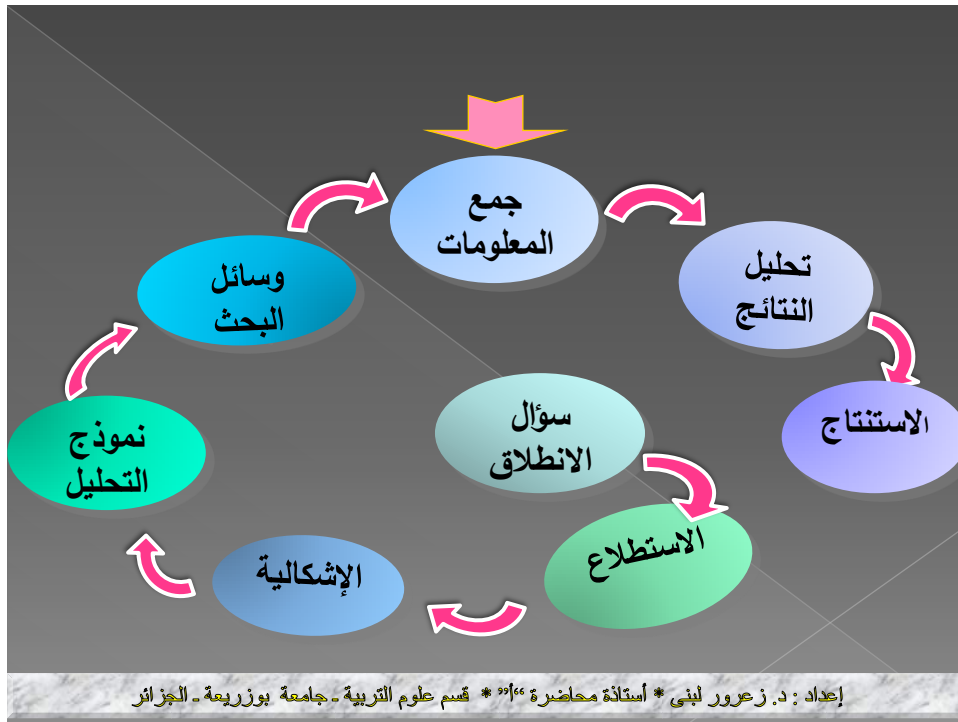 جمع
المعلومات
تحليل
النتائج
وسائل
البحث
سؤال
الانطلاق
الاستنتاج
نموذج
التحليل
الاستطلاع
الإشكالية
إعداد : د. زعرور لبنى * أستاذة محاضرة “أ” * قسم علوم التربية ـ جامعة بوزريعة ـ الجزائر